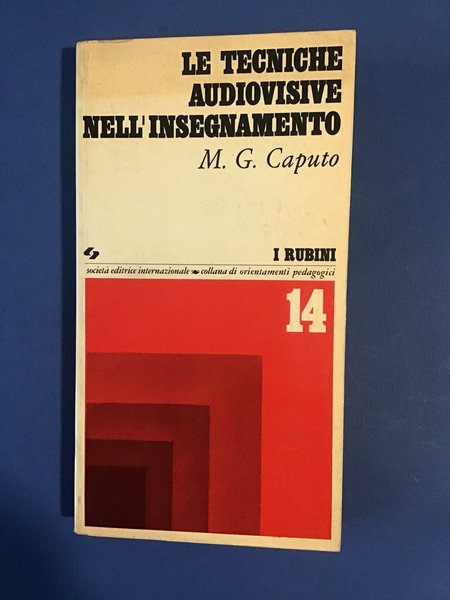 LE TECNICHE
AUDIOVISIVE
NELL'INSEGNAMENTO
M. G. Caputo
I RUBINI
società editrice internazionale collana di orientamenti pedagogici
14